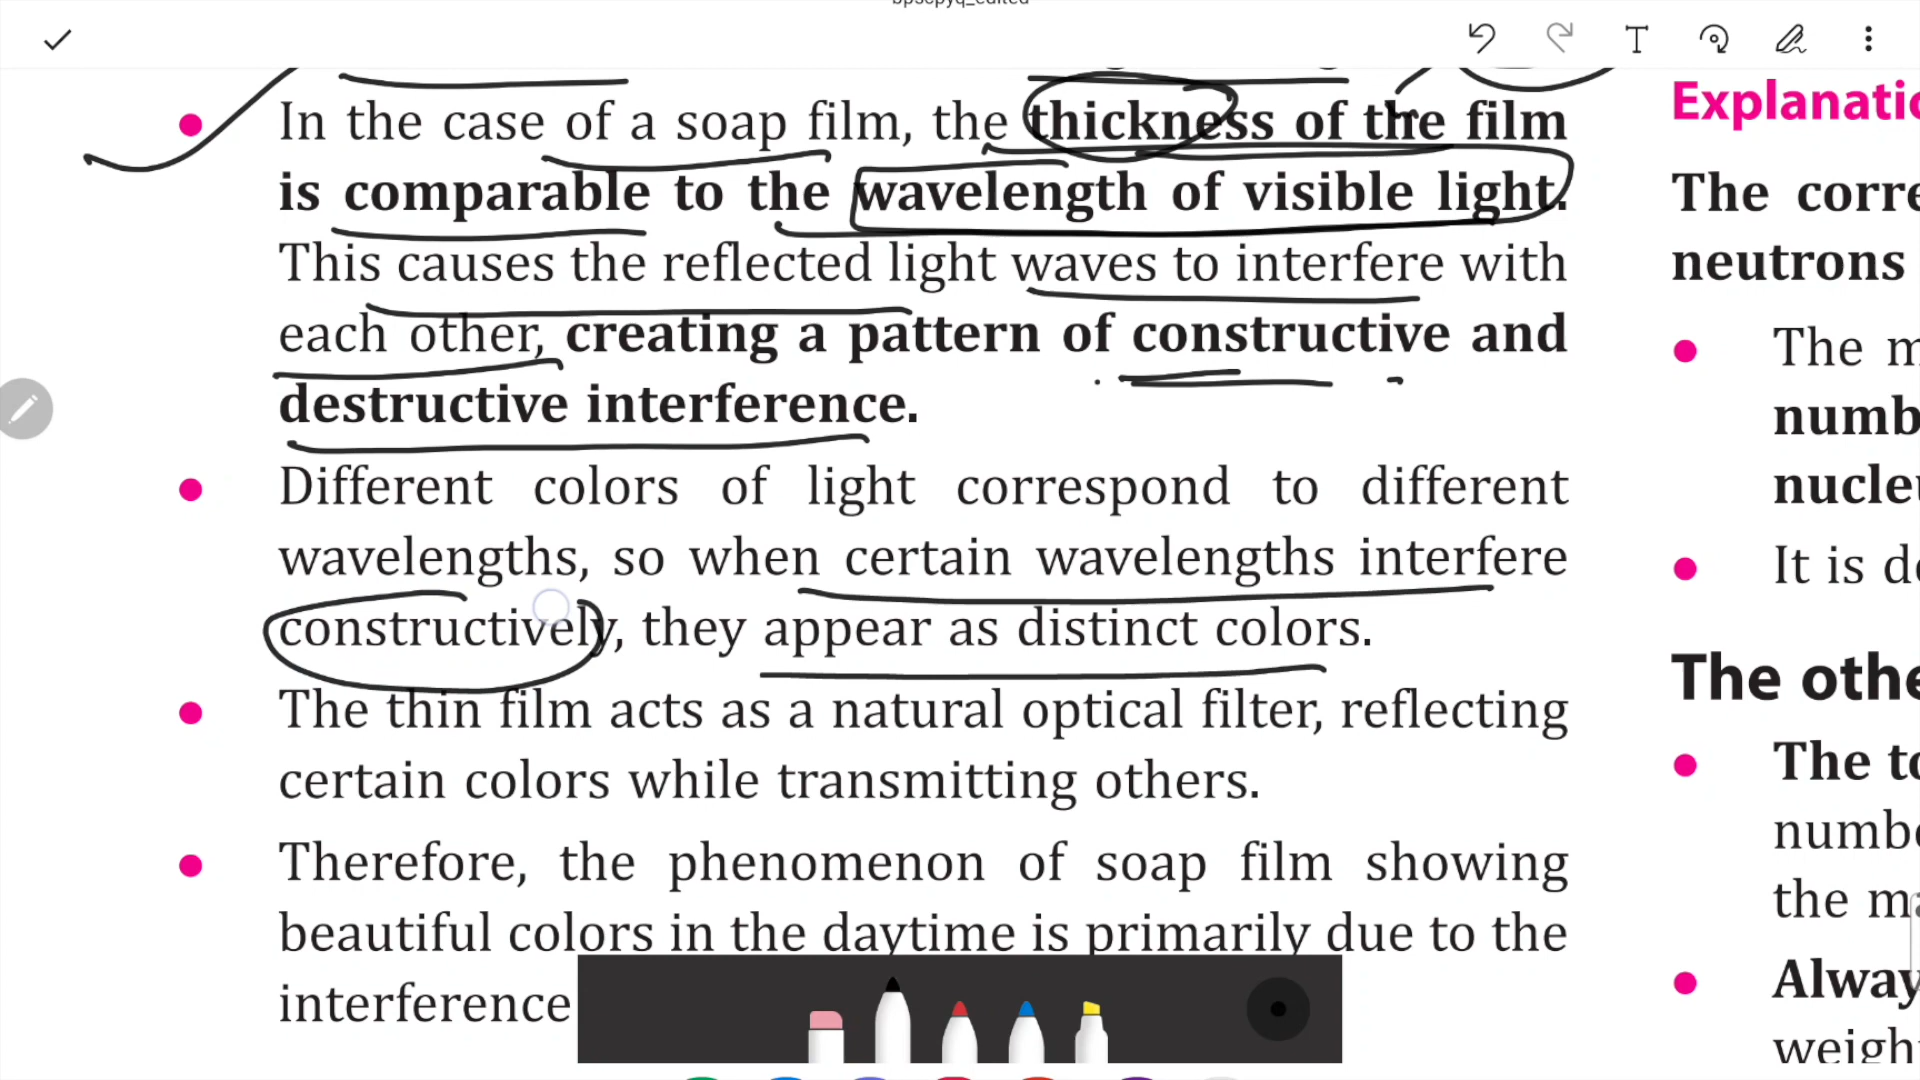 In the case of a soap film, the thickness of the film
is comparable to the wavelength of visible light.
This causes the reflected light waves to interfere with
each other, creating a pattern of constructive and
destructive interference.
Different colors of light correspond to different
wavelengths, so when certain wavelengths interfere
constructively, they appear as distinct colors.
The thin film acts as a natural optical filter, reflecting
certain colors while transmitting others.
Therefore, the phenomenon of soap film showing
beautiful colors in the daytime is primarily due to the
interference
Explanatio
The corre
neutrons
The m
numb
nucleu
It is de
The othe
The to
numbe
the ma
Alway
weigh